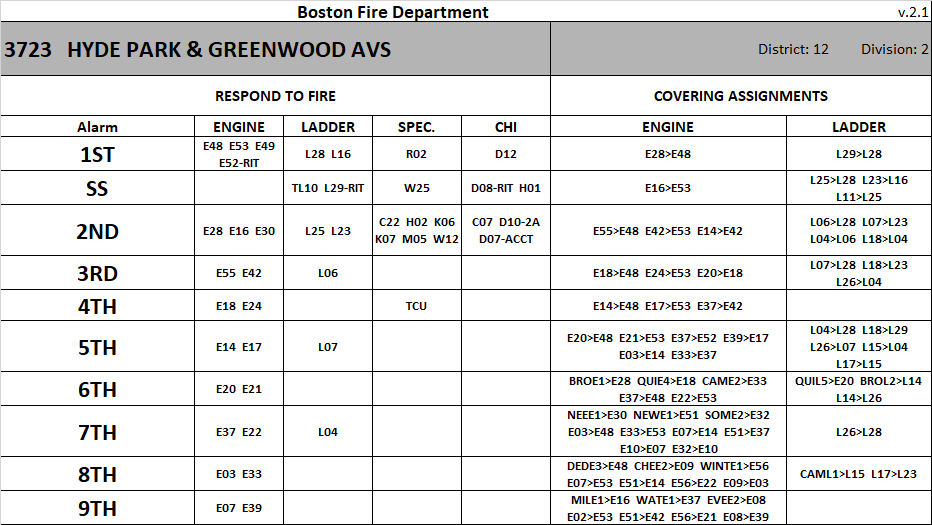 Boston Fire Department v.2.1
3723 HYDE PARK & GREENWOOD AVS District: 12 Division: 2
RESPOND TO FIRE COVERING ASSIGNMENTS
Alarm ENGINE LADDER SPEC. CHI ENGINE LADDER
1ST E48 E53 E49 L28 L16 R02 D12 E28>E48 L29>L28
E52-RIT
SS TL10 L29-RIT W25 D08-RIT H01 E16>E53 L25>L28 L23>L16
L11>L25
2ND E28 E16 E30 L25 L23 C22 H02 K06 C07 D10-2A E55>E48 E42>E53 E14>E42 L06>L28 L07>L23
K07 M05 W12 D07-ACCT L04>L06 L18>L04
3RD E55 E42 L06 E18>E48 E24>E53 E20>E18 L07>L28 L18>L23
L26>L04
4TH E18 E24 TCU E14>E48 E17>E53 E37>E42
5TH E14 E17 L07 E20>E48 E21>E53 E37>E52 E39>E17 L04>L28 L18>L29
E03>E14 E33>E37 L26>L07 L15>L04
L17>L15
6TH E20 E21 BROE1>E28 QUIE4>E18 CAME2>E33 QUIL5>E20 BROL2>L14
E37>E48 E22>E53 L14>L26
7TH E37 E22 L04 NEEE1>E30 NEWE1>E51 SOME2>E32 L26>L28
E03>E48 E33>E53 E07>E14 E51>E37
E10>E07 E32>E10
8TH E03 E33 DEDE3>E48 CHEE2>E09 WINTE1>E56 CAML1>L15 L17>L23
E07>E53 E51>E14 E56>E22 E09>E03
9TH E07 E39 MILE1>E16 WATE1>E37 EVEE2>E08
E02>E53 E51>E42 E56>E21 E08>E39